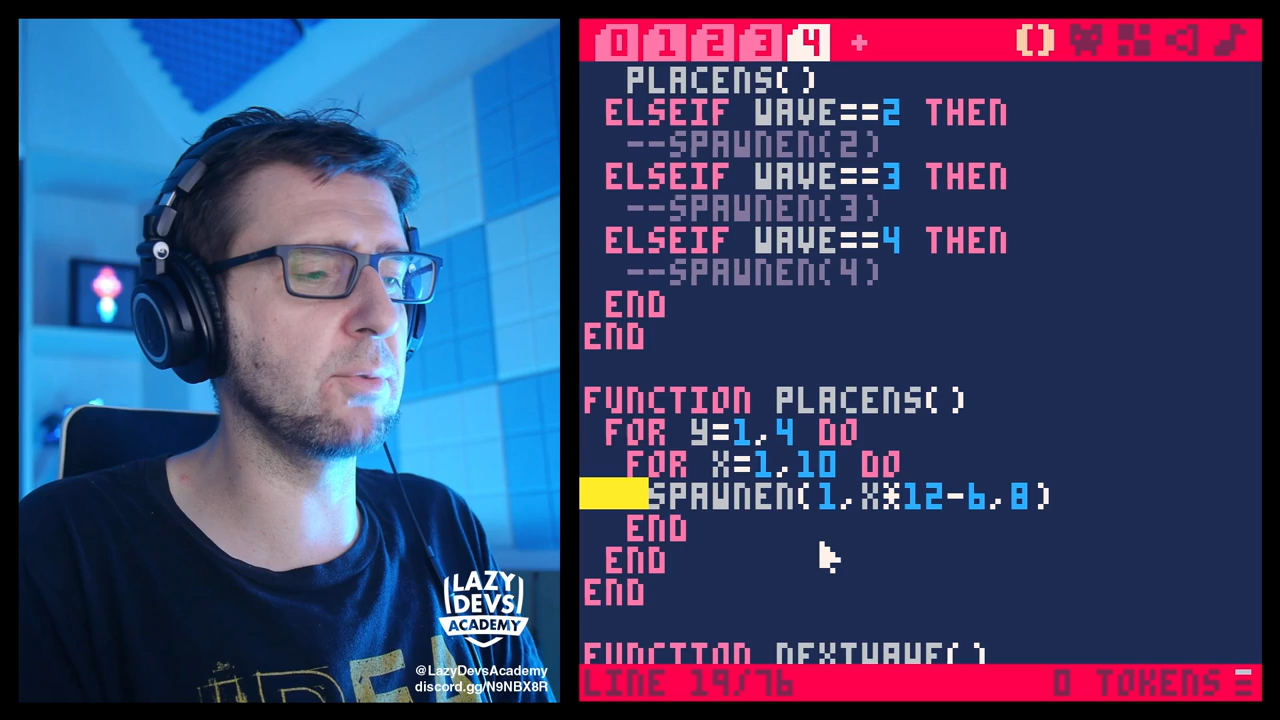 0 1 2 3 4 +
PLACENS()
ELSEIF WAVE==2 THEN
--SPAWNEN(2)
ELSEIF WAVE==3 THEN
--SPAWNEN(3)
ELSEIF WAVE==4 THEN
--SPAWNEN(4)
END
END
FUNCTION PLACENS()
FOR Y=1,4 DO
FOR X=1,10 DO
SPAWNEN(1,X*12-6,8)
END
END
END
FUNCTION NEXTWAVE()
LINE 19/76
0 TOKENS
LAZY
DEVS
ACADEMY
@LazyDevsAcademy
discord.gg/N9NBX8R